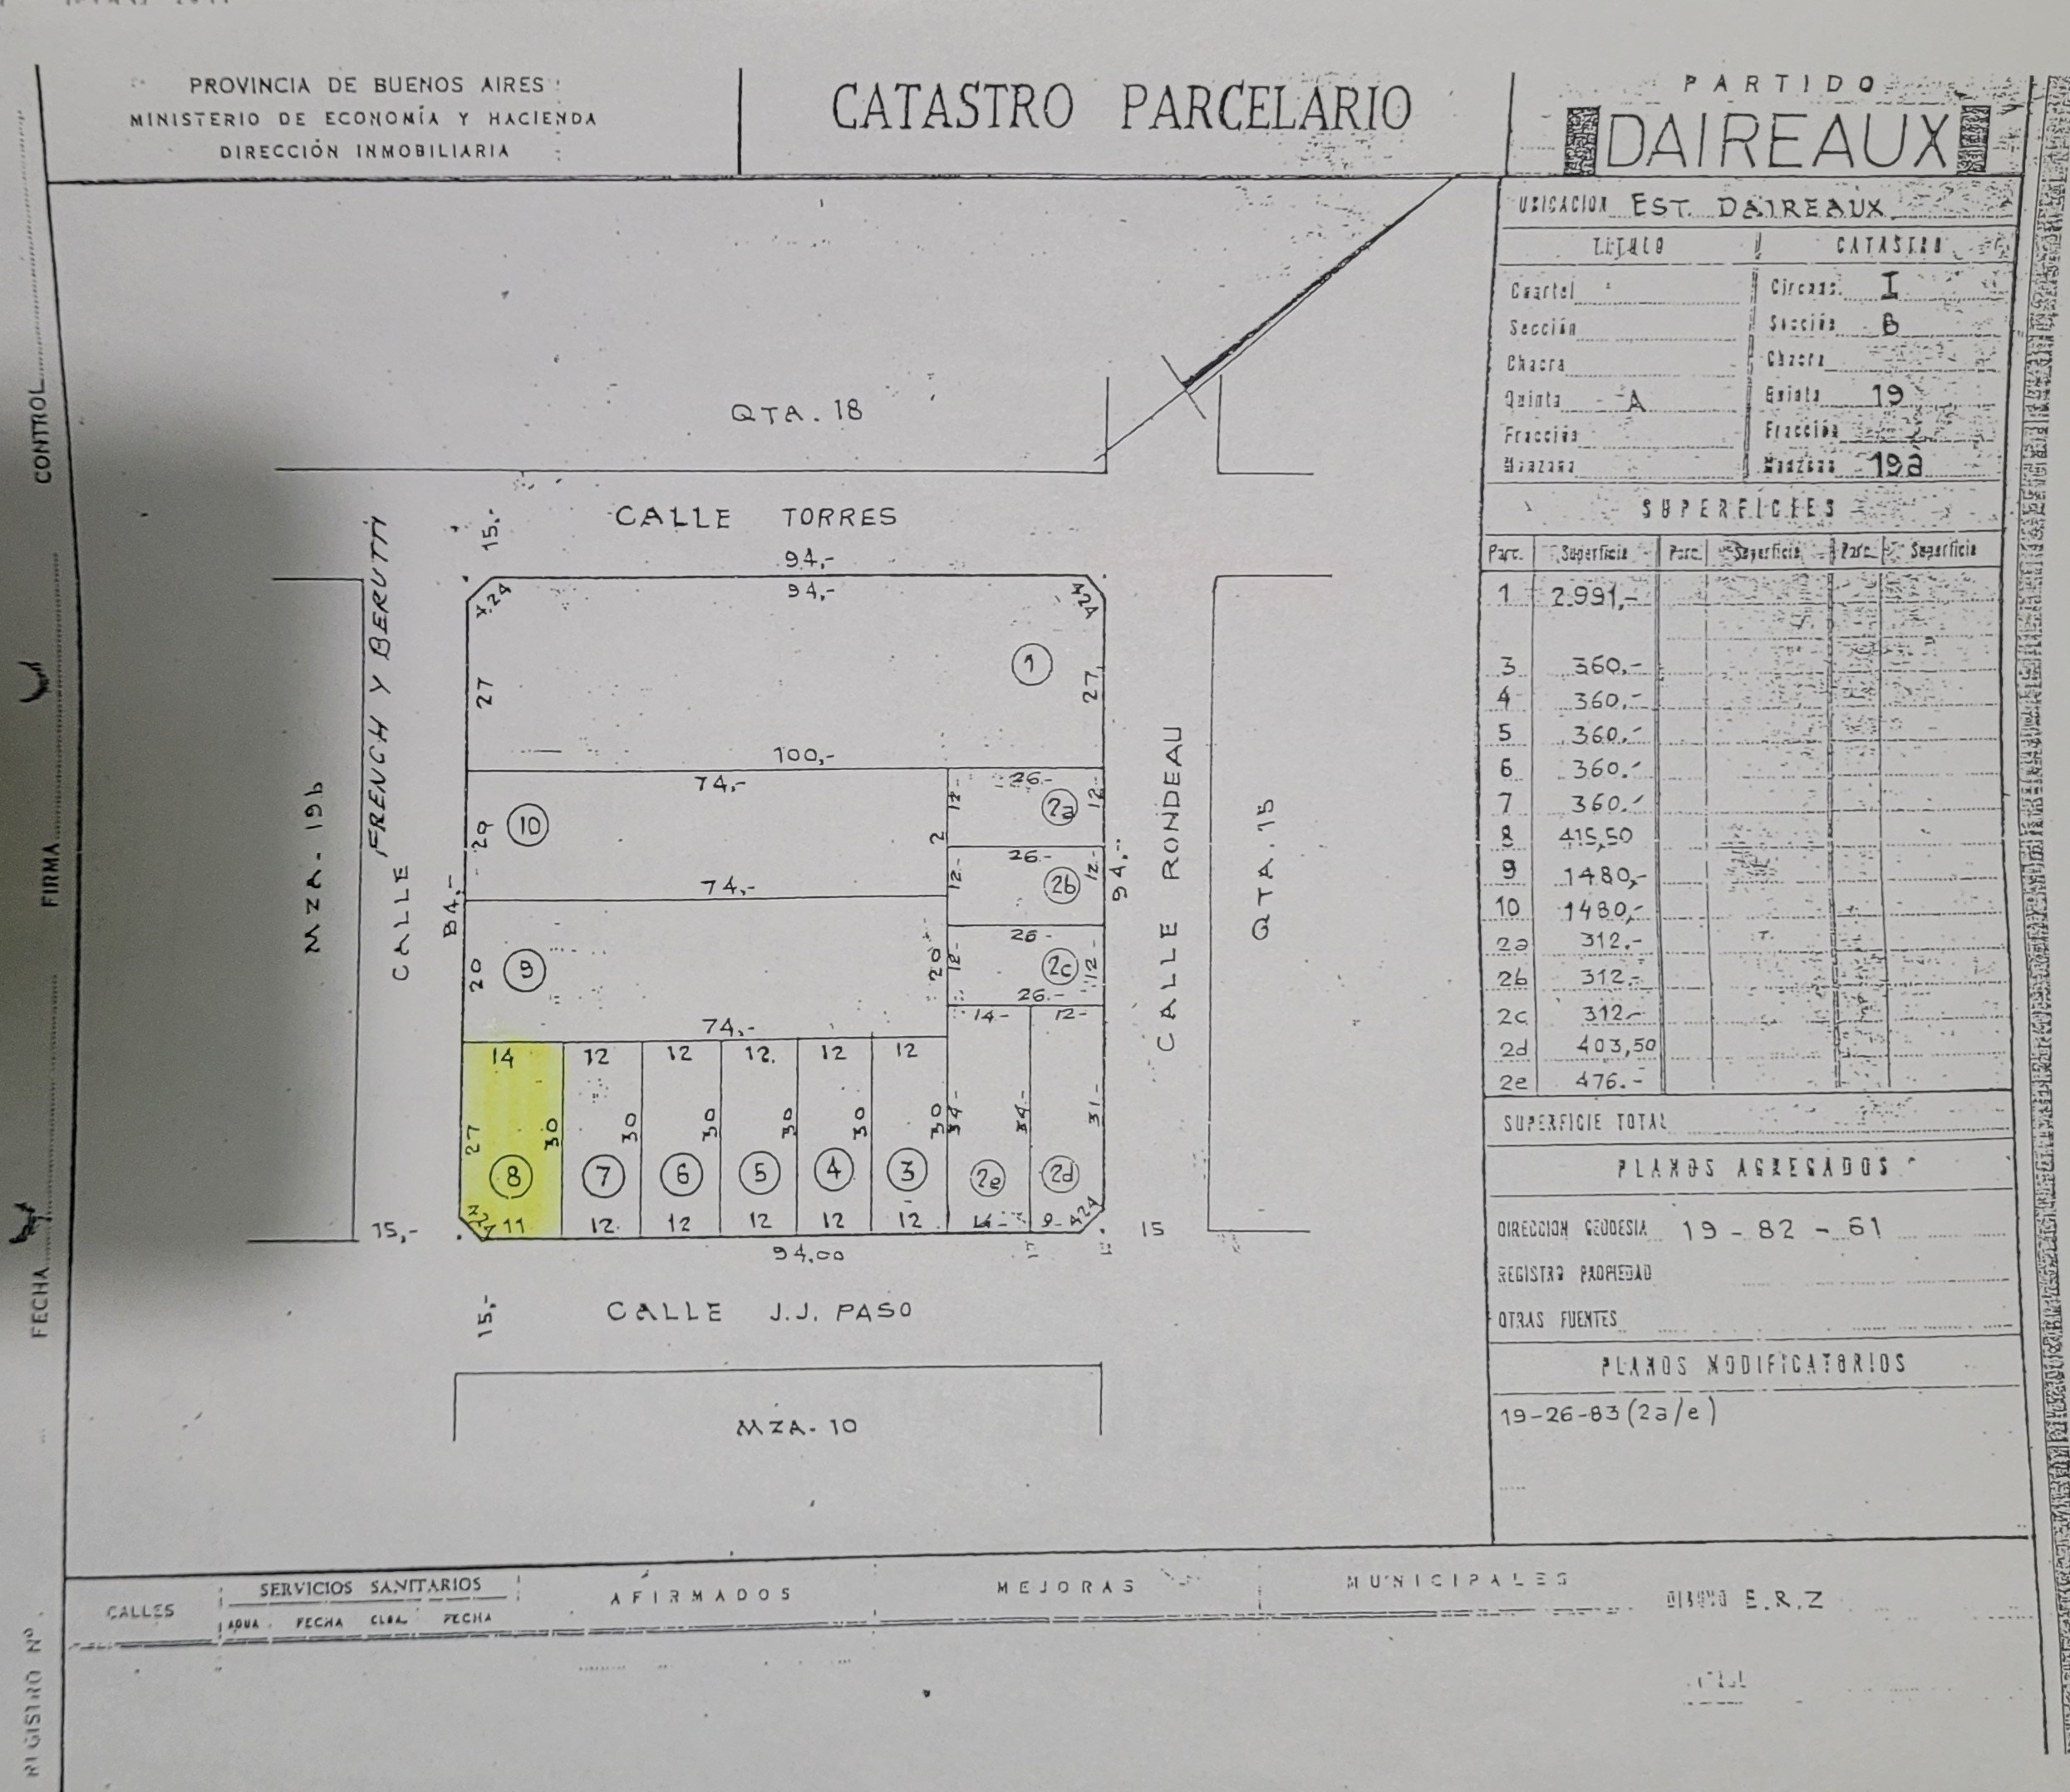 PROVINCIA DE BUENOS AIRES
MINISTERIO DE ECONOMÍA Y HACIENDA
DIRECCIÓN INMOBILIARIA
CATASTRO PARCELARIO
PARTIDO
DAIREAUX
UBICACION EST. DAIREAUX
TITULO CATASTRO
Cuartel Circuns. I
Sección Sección B
Chacra Chacra
Quinta A Quinta 19
Fracción Fracción
Manzana Manzana 19a
SUPERFICIES
Parc. Superficie Parc. Superficie Parc. Superficie
1 2.991,-
3 360.-
4 360.-
5 360.-
6 360.-
7 360.-
8 415,50
9 1480,-
10 1480,-
2a 312.-
2b 312.-
2c 312.-
2d 403,50
2e 476.-
SUPERFICIE TOTAL
PLANOS AGREGADOS
DIRECCION GEODESIA 19-82-61
REGISTRO PROPIEDAD
OTRAS FUENTES
PLANOS MODIFICATORIOS
19-26-83 (2a/e)
QTA. 18
CALLE TORRES
15,-
94,-
94,-
4,24
4,24
27
1
27
100,-
74,-
26.-
12-
2a
12-
10
2
26.-
12-
2b
12-
94,-
74,-
26-
84,-
20
9
20
12-
2c
12-
26.-
74,-
14-
12-
14
12
12
12.
12
12
27
30
30
30
30
30
30
34-
34-
31-
8
7
6
5
4
3
2e
2d
4,24
11
12.
12
12
12
12.
9-
424
94,00
15,-
15
15,-
CALLE FRENCH Y BERUTTI
MZA. 19b
CALLE RONDEAU
QTA. 15
CALLE J.J. PASO
MZA. 10
CONTROL
FIRMA
FECHA
REGISTRO Nº
CALLES
SERVICIOS SANITARIOS
AGUA FECHA CLOA. FECHA
AFIRMADOS
MEJORAS
MUNICIPALES
DIBUJO E.R.Z